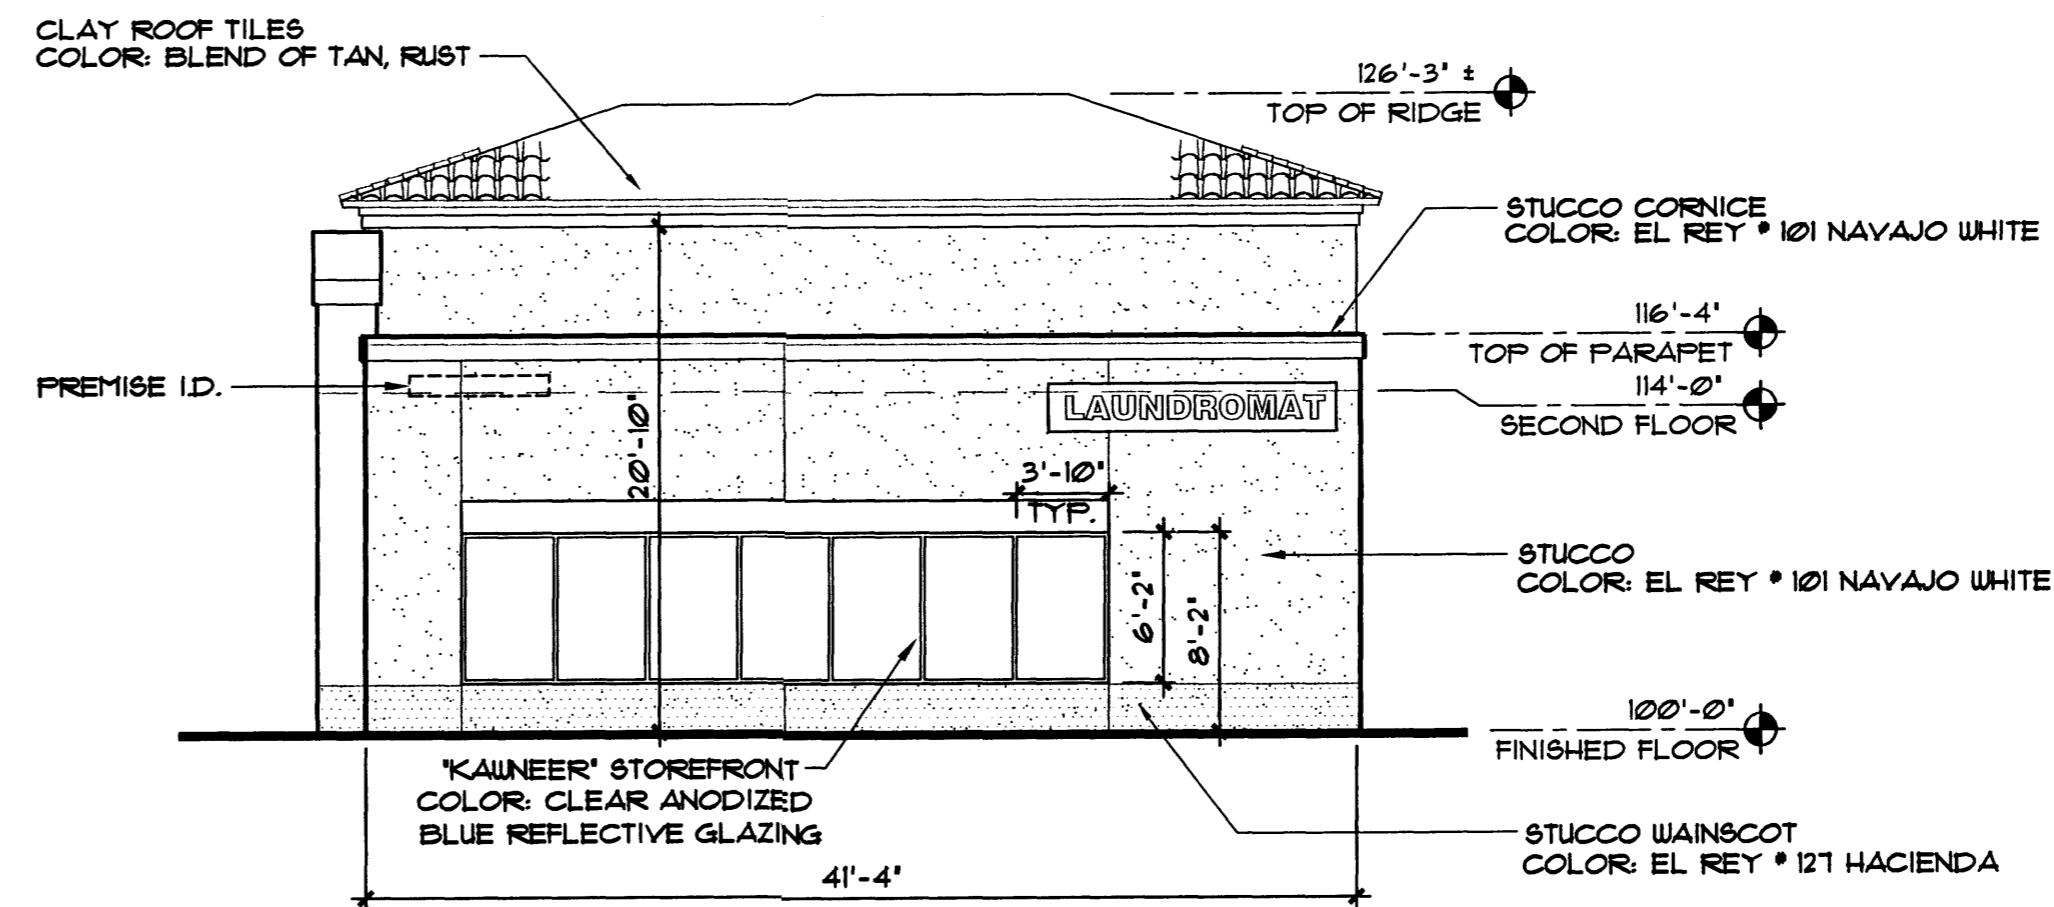 CLAY ROOF TILES
COLOR: BLEND OF TAN, RUST
126'-3" ±
TOP OF RIDGE
STUCCO CORNICE
COLOR: EL REY # 101 NAVAJO WHITE
116'-4"
TOP OF PARAPET
PREMISE I.D.
114'-0"
SECOND FLOOR
LAUNDROMAT
20'-10"
3'-10"
TYP.
STUCCO
COLOR: EL REY # 101 NAVAJO WHITE
6'-2"
8'-2"
100'-0"
FINISHED FLOOR
"KAWNEER" STOREFRONT
COLOR: CLEAR ANODIZED
BLUE REFLECTIVE GLAZING
STUCCO WAINSCOT
COLOR: EL REY # 127 HACIENDA
41'-4"